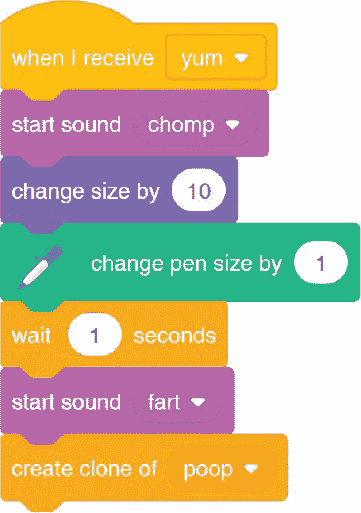 when I receive yum
start sound chomp
change size by 10
change pen size by 1
wait 1 seconds
start sound fart
create clone of poop